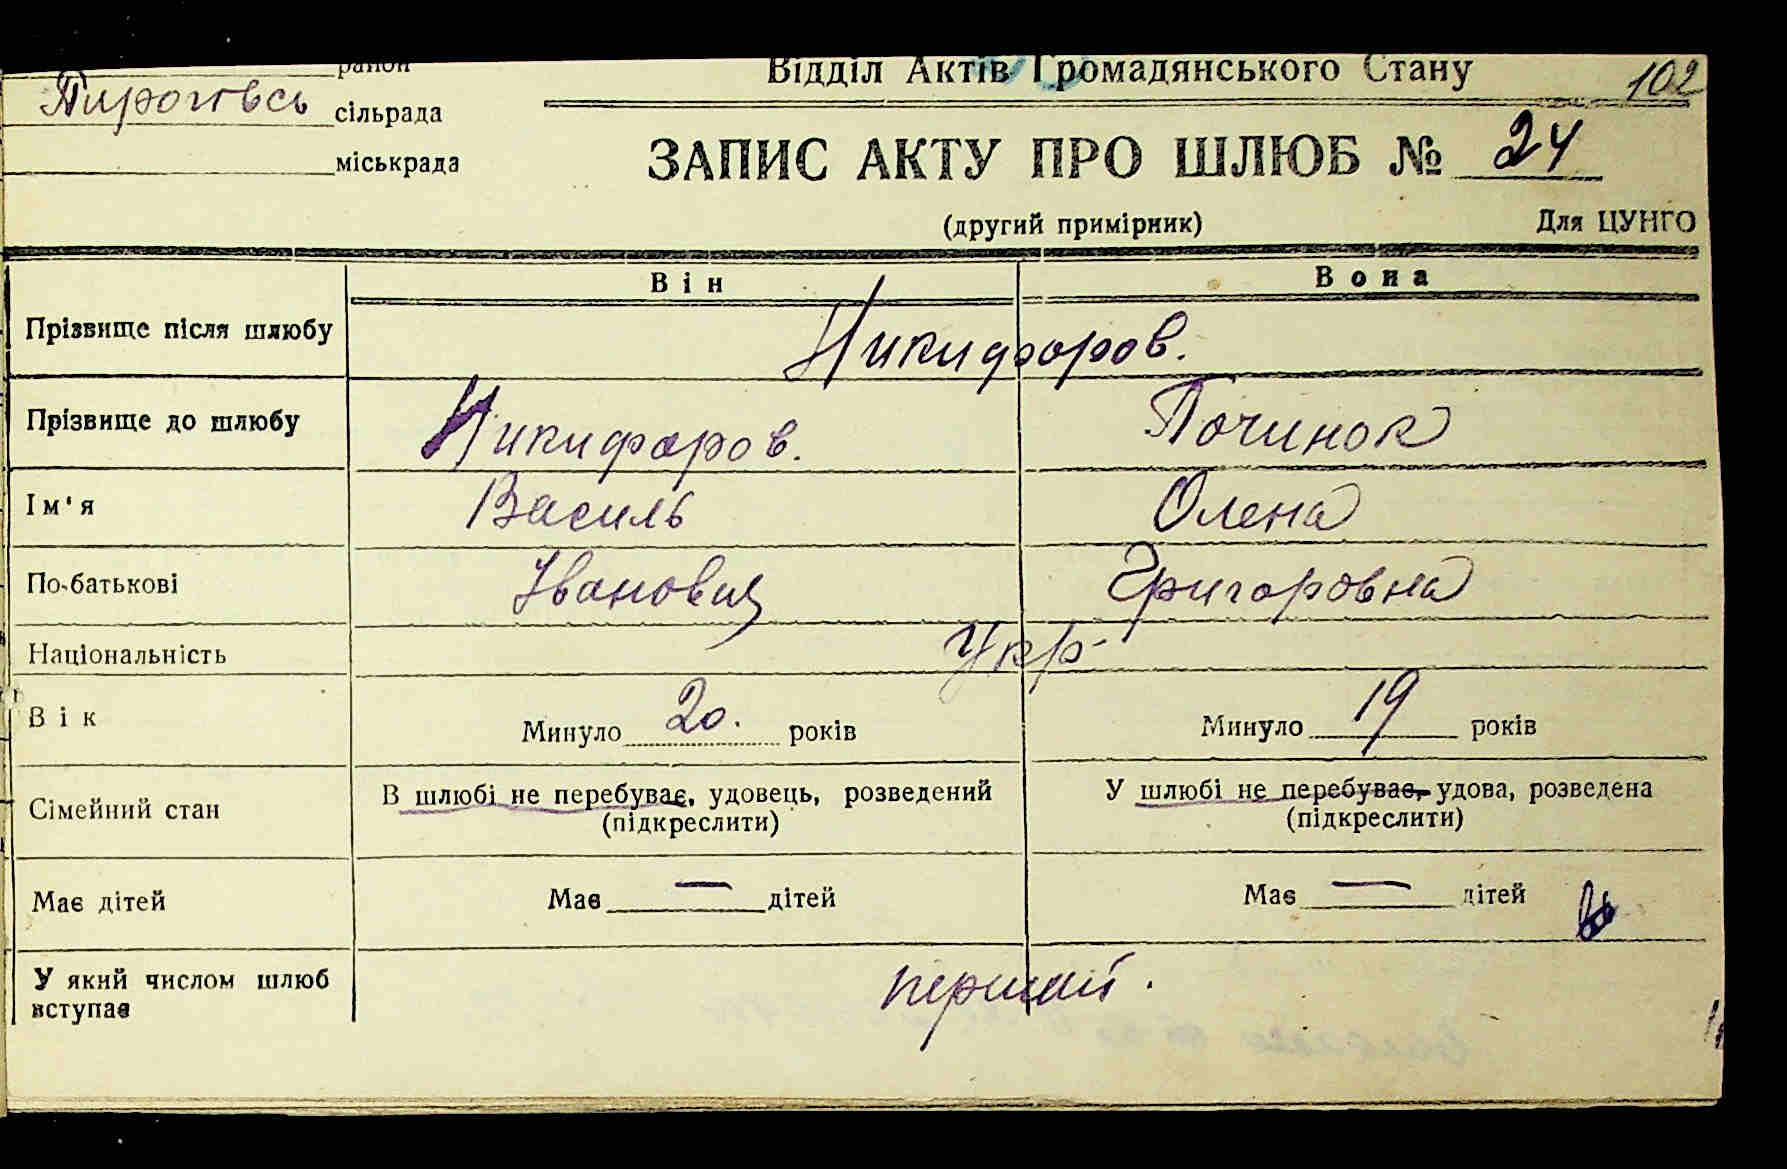 район
Відділ Актів Громадянського Стану
102
Пироговсь сільрада
міськрада
ЗАПИС АКТУ ПРО ШЛЮБ № 24
(другий примірник)
Для ЦУНГО
Він
Вона
Прізвище після шлюбу
Никифоров.
Прізвище до шлюбу
Никифоров.
Починок
Ім'я
Василь
Олена
По-батькові
Іванович
Григоровна
Національність
Укр
Вік
Минуло 20. років
Минуло 19 років
Сімейний стан
В шлюбі не перебуває, удовець, розведений
(підкреслити)
У шлюбі не перебуває, удова, розведена
(підкреслити)
Має дітей
Має — дітей
Має — дітей
У який числом шлюб
вступає
перший.